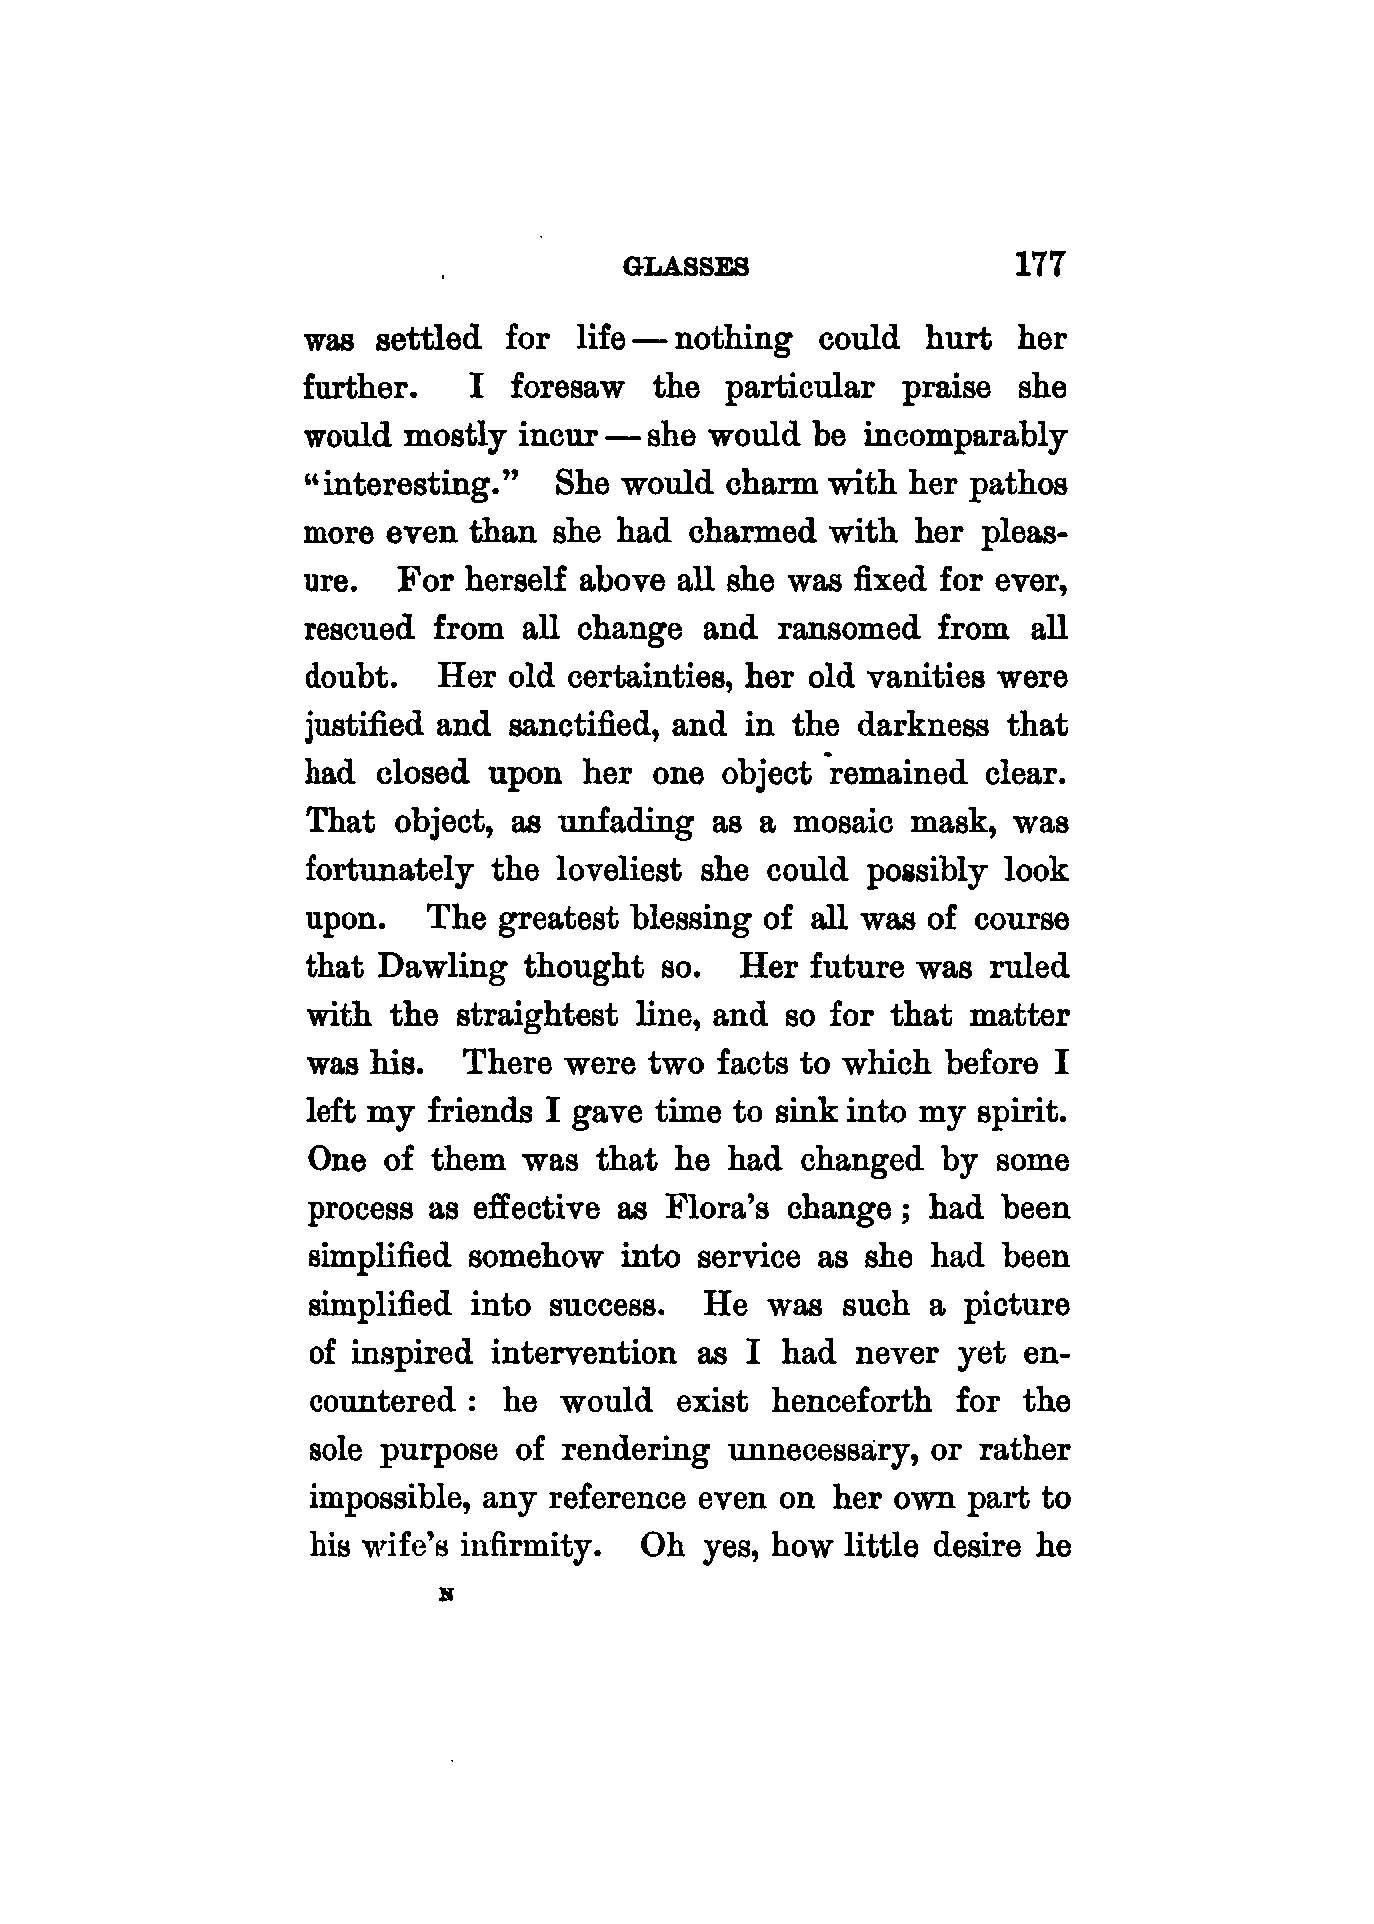 GLASSES 177
was settled for life — nothing could hurt her
further. I foresaw the particular praise she
would mostly incur — she would be incomparably
“interesting.” She would charm with her pathos
more even than she had charmed with her pleas-
ure. For herself above all she was fixed for ever,
rescued from all change and ransomed from all
doubt. Her old certainties, her old vanities were
justified and sanctified, and in the darkness that
had closed upon her one object remained clear.
That object, as unfading as a mosaic mask, was
fortunately the loveliest she could possibly look
upon. The greatest blessing of all was of course
that Dawling thought so. Her future was ruled
with the straightest line, and so for that matter
was his. There were two facts to which before I
left my friends I gave time to sink into my spirit.
One of them was that he had changed by some
process as effective as Flora’s change ; had been
simplified somehow into service as she had been
simplified into success. He was such a picture
of inspired intervention as I had never yet en-
countered : he would exist henceforth for the
sole purpose of rendering unnecessary, or rather
impossible, any reference even on her own part to
his wife’s infirmity. Oh yes, how little desire he
N